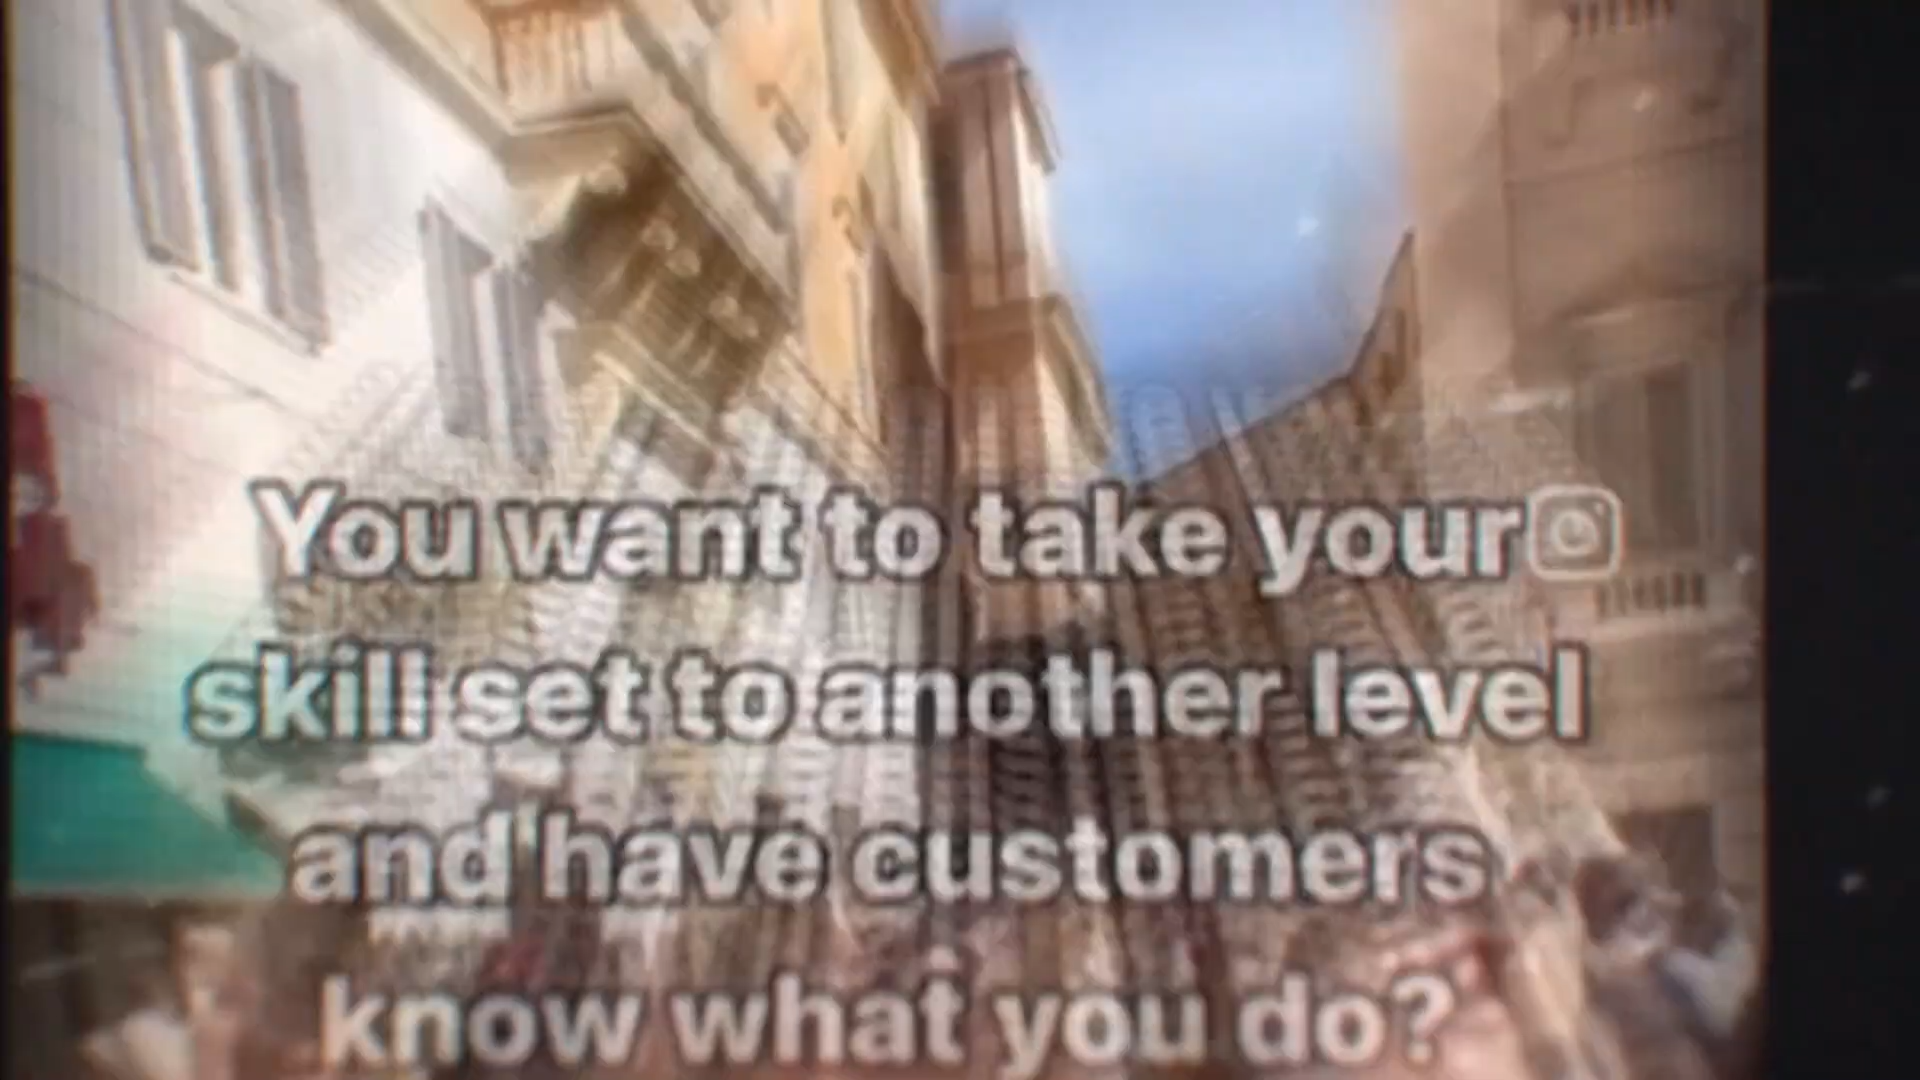 You want to take your
skill set to another level
and have customers
know what you do?